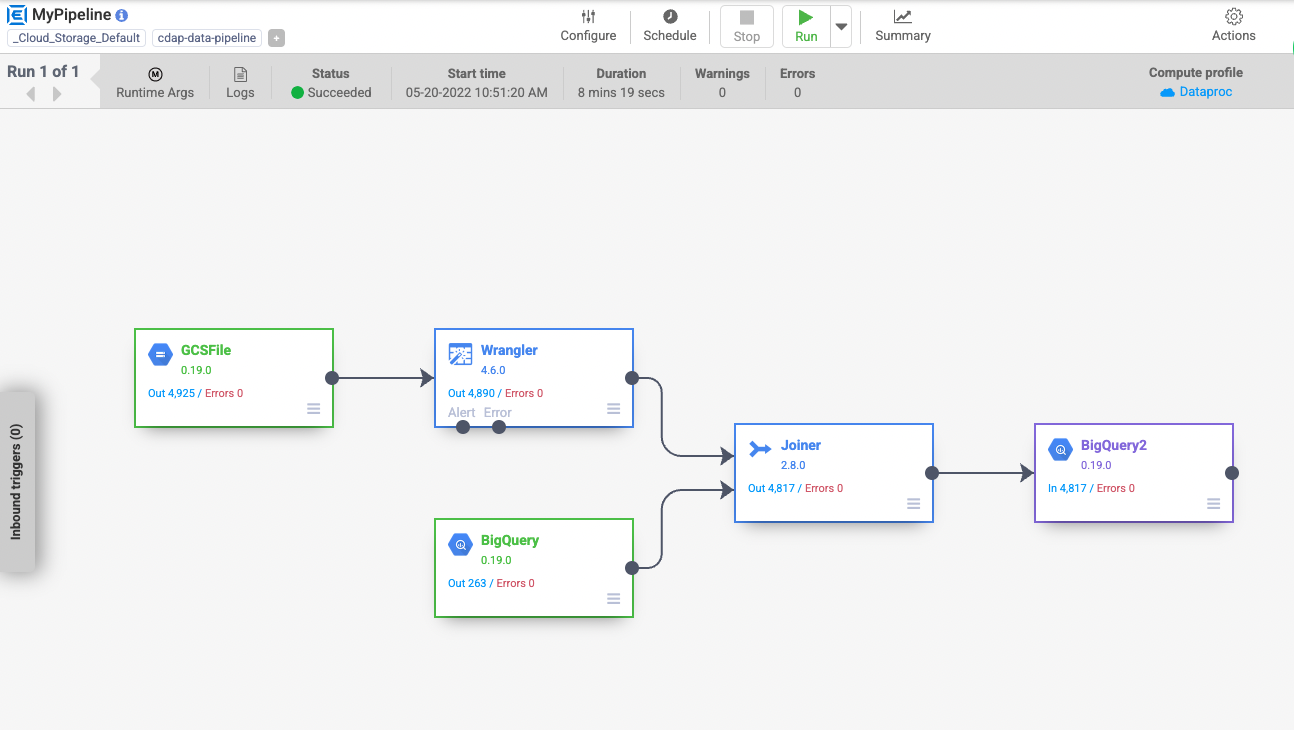 MyPipeline
_Cloud_Storage_Default cdap-data-pipeline +
Configure
Schedule
Stop
Run
Summary
Actions
Run 1 of 1
M
Runtime Args
Logs
Status
Succeeded
Start time
05-20-2022 10:51:20 AM
Duration
8 mins 19 secs
Warnings
0
Errors
0
Compute profile
Dataproc
Inbound triggers (0)
GCSFile
0.19.0
Out 4,925 / Errors 0
Wrangler
4.6.0
Out 4,890 / Errors 0
Alert Error
BigQuery
0.19.0
Out 263 / Errors 0
Joiner
2.8.0
Out 4,817 / Errors 0
BigQuery2
0.19.0
In 4,817 / Errors 0